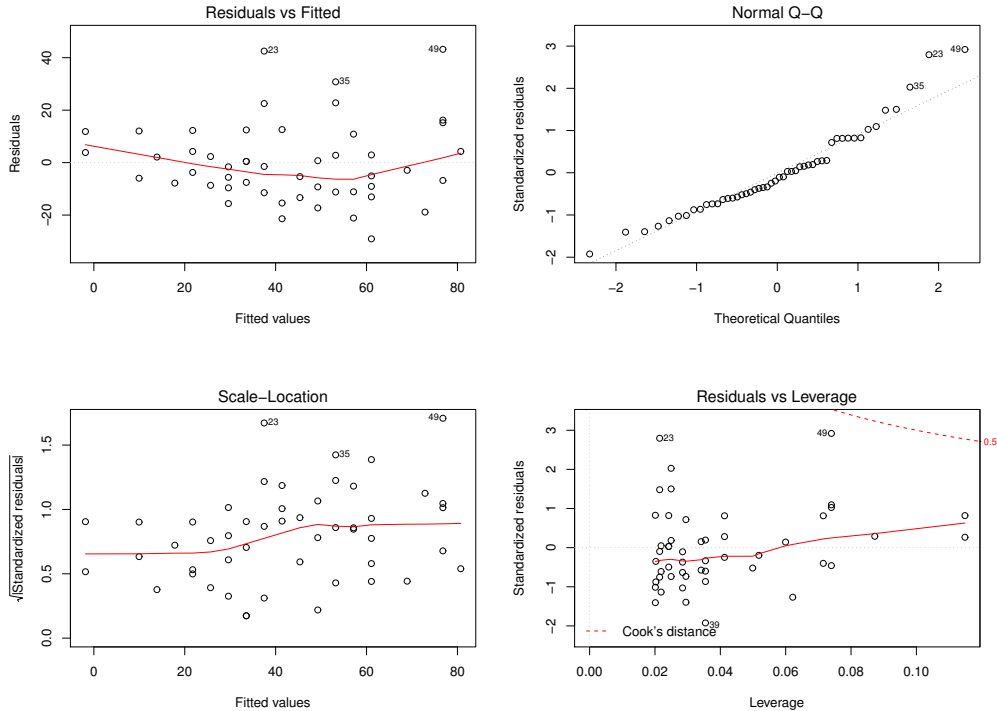 Residuals vs Fitted
Residuals
40
20
0
−20
23
35
49
0 20 40 60 80
Fitted values
Normal Q−Q
Standardized residuals
3
2
1
0
−1
−2
23
49
35
−2 −1 0 1 2
Theoretical Quantiles
Scale−Location
√|Standardized residuals|
1.5
1.0
0.5
0.0
23
49
35
0 20 40 60 80
Fitted values
Residuals vs Leverage
Standardized residuals
3
2
1
0
−1
−2
23
49
0.5
39
Cook's distance
0.00 0.02 0.04 0.06 0.08 0.10
Leverage